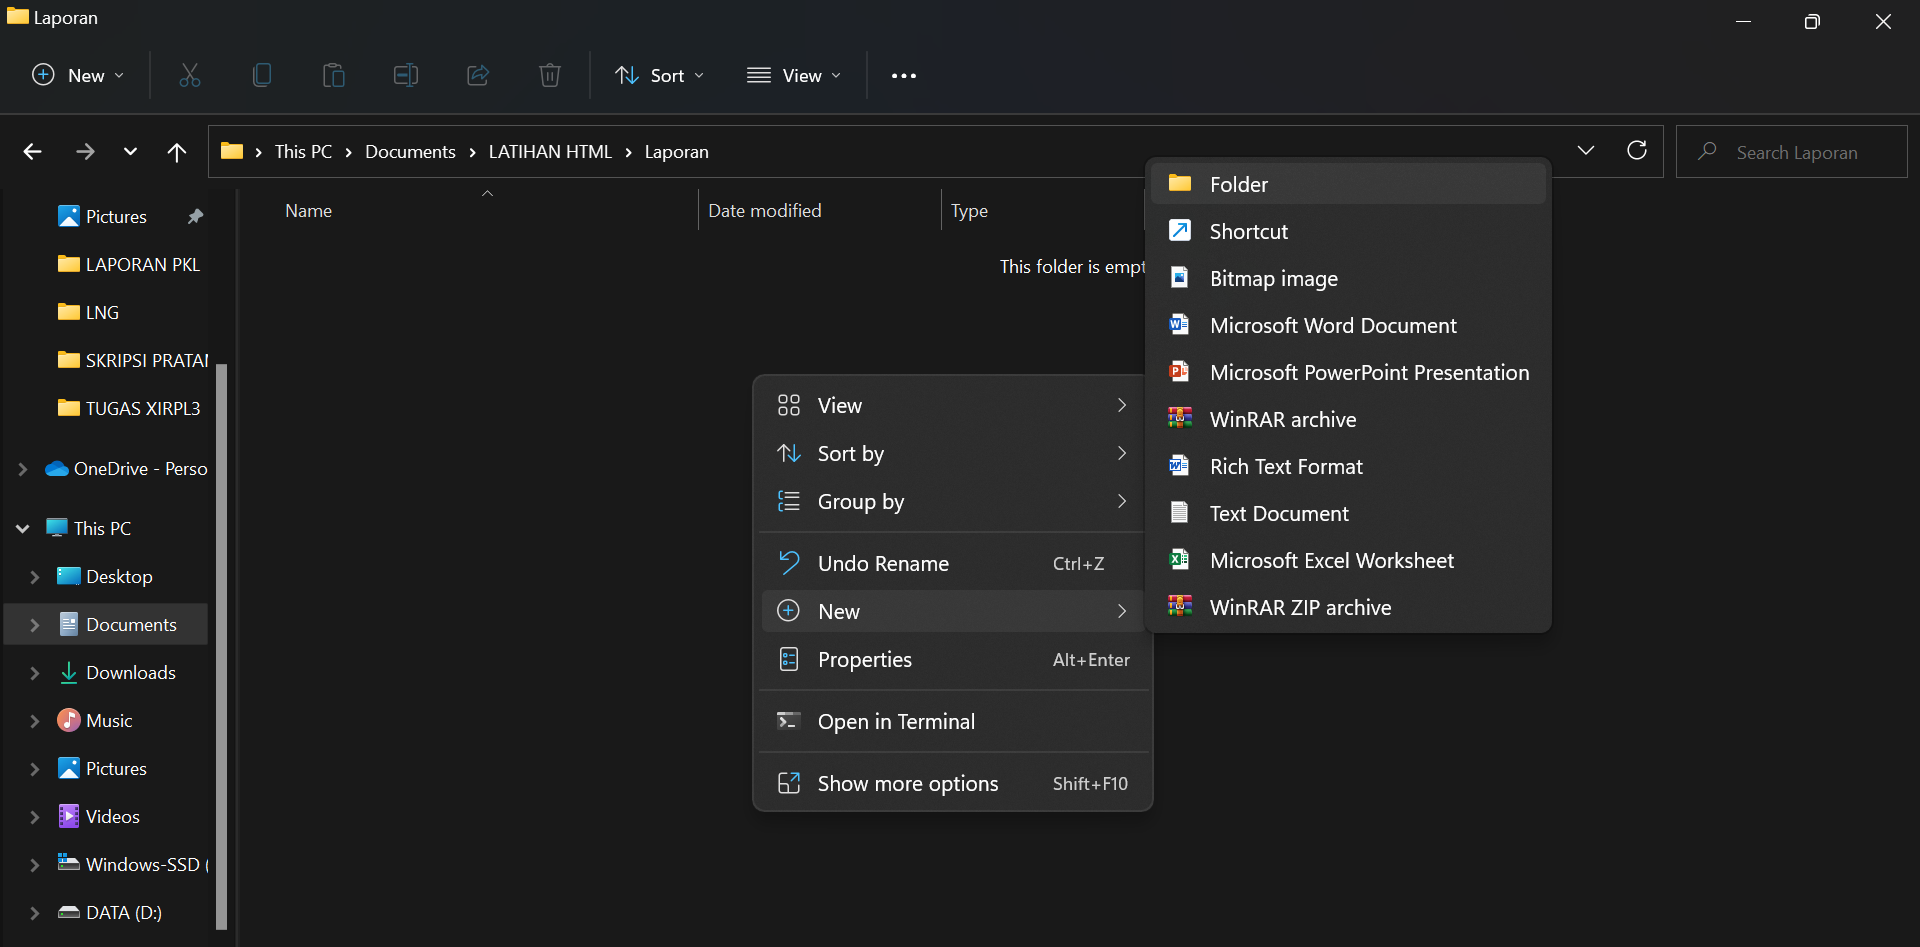 Laporan
New
Sort
View
This PC > Documents > LATIHAN HTML > Laporan
Search Laporan
Name
Date modified
Type
This folder is empt
Pictures
LAPORAN PKL
LNG
SKRIPSI PRATAI
TUGAS XIRPL3
OneDrive - Perso
This PC
Desktop
Documents
Downloads
Music
Pictures
Videos
Windows-SSD (
DATA (D:)
View
Sort by
Group by
Undo Rename Ctrl+Z
New
Properties Alt+Enter
Open in Terminal
Show more options Shift+F10
Folder
Shortcut
Bitmap image
Microsoft Word Document
Microsoft PowerPoint Presentation
WinRAR archive
Rich Text Format
Text Document
Microsoft Excel Worksheet
WinRAR ZIP archive